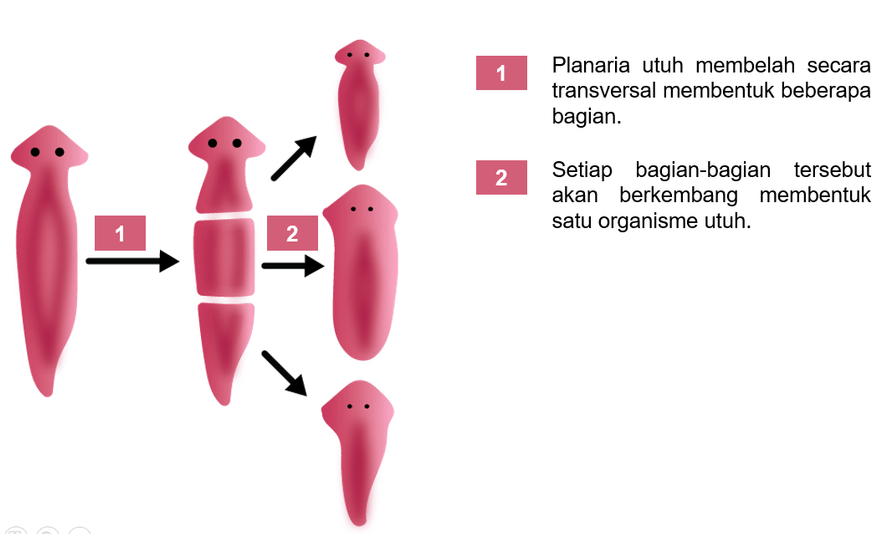 1
Planaria utuh membelah secara
transversal membentuk beberapa
bagian.
2
Setiap bagian-bagian tersebut
akan berkembang membentuk
satu organisme utuh.
1
2